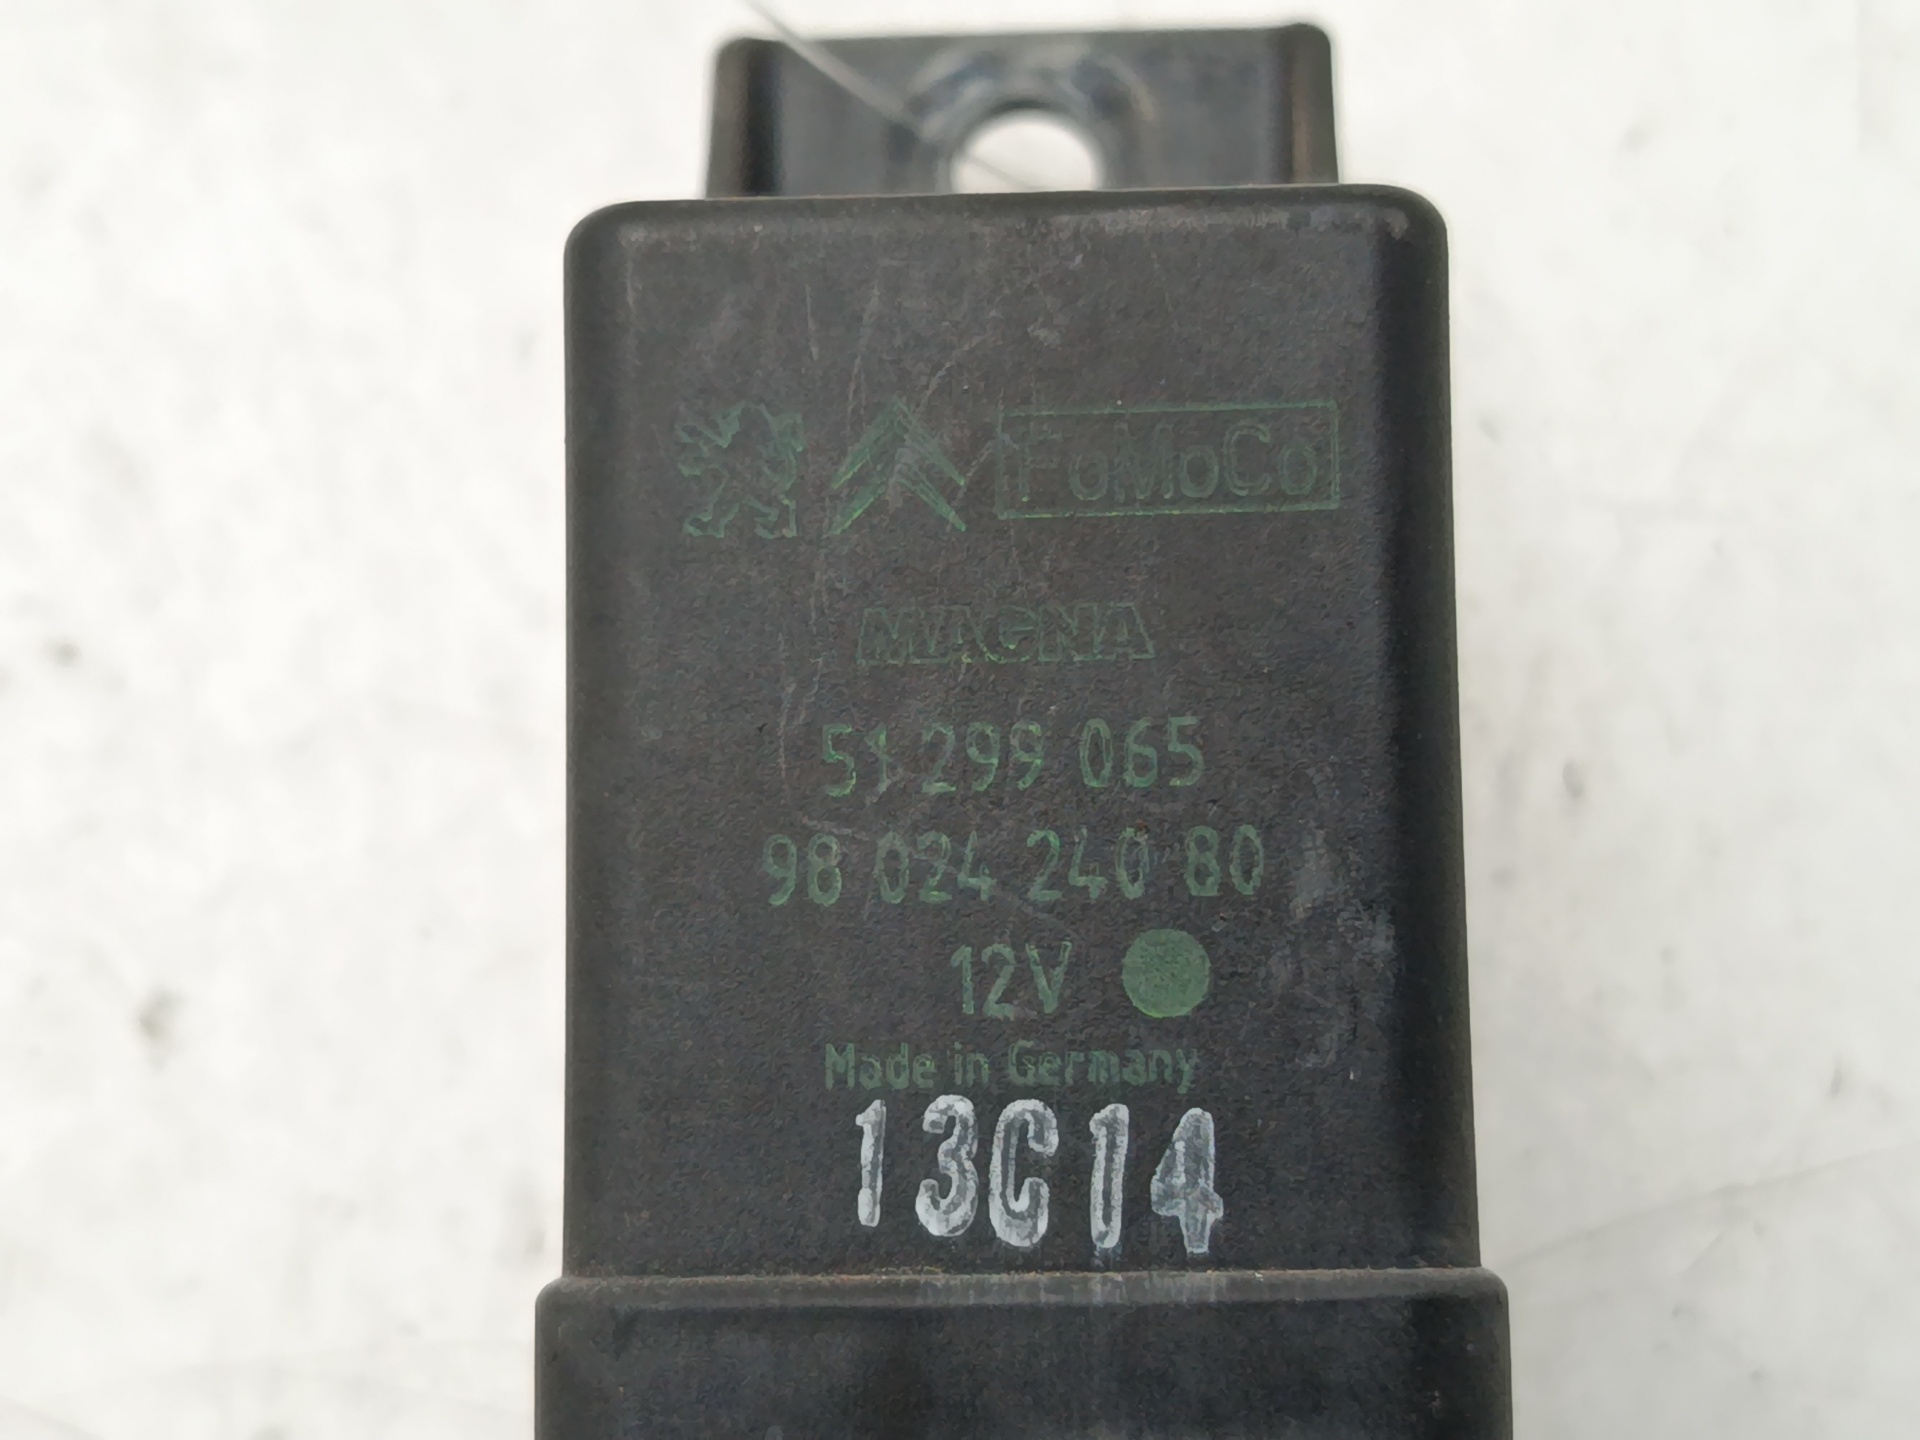 FoMoCo
MAGNA
51 299 065
98 024 240 80
12V
Made in Germany
13C14